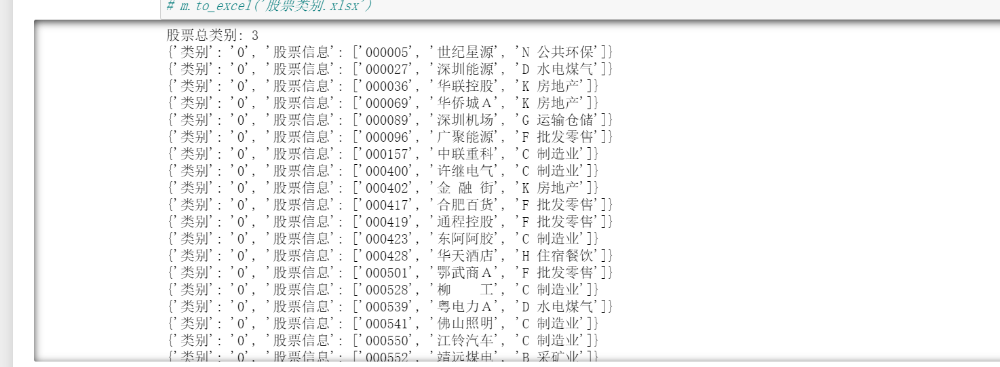 # m.to_excel('股票类别.xlsx')
股票总类别: 3
{'类别': '0', '股票信息': ['000005', '世纪星源', 'N 公共环保']}
{'类别': '0', '股票信息': ['000027', '深圳能源', 'D 水电煤气']}
{'类别': '0', '股票信息': ['000036', '华联控股', 'K 房地产']}
{'类别': '0', '股票信息': ['000069', '华侨城Ａ', 'K 房地产']}
{'类别': '0', '股票信息': ['000089', '深圳机场', 'G 运输仓储']}
{'类别': '0', '股票信息': ['000096', '广聚能源', 'F 批发零售']}
{'类别': '0', '股票信息': ['000157', '中联重科', 'C 制造业']}
{'类别': '0', '股票信息': ['000400', '许继电气', 'C 制造业']}
{'类别': '0', '股票信息': ['000402', '金 融 街', 'K 房地产']}
{'类别': '0', '股票信息': ['000417', '合肥百货', 'F 批发零售']}
{'类别': '0', '股票信息': ['000419', '通程控股', 'F 批发零售']}
{'类别': '0', '股票信息': ['000423', '东阿阿胶', 'C 制造业']}
{'类别': '0', '股票信息': ['000428', '华天酒店', 'H 住宿餐饮']}
{'类别': '0', '股票信息': ['000501', '鄂武商Ａ', 'F 批发零售']}
{'类别': '0', '股票信息': ['000528', '柳    工', 'C 制造业']}
{'类别': '0', '股票信息': ['000539', '粤电力Ａ', 'D 水电煤气']}
{'类别': '0', '股票信息': ['000541', '佛山照明', 'C 制造业']}
{'类别': '0', '股票信息': ['000550', '江铃汽车', 'C 制造业']}
{'类别': '0', '股票信息': ['000552', '靖远煤电', 'B 采矿业']}